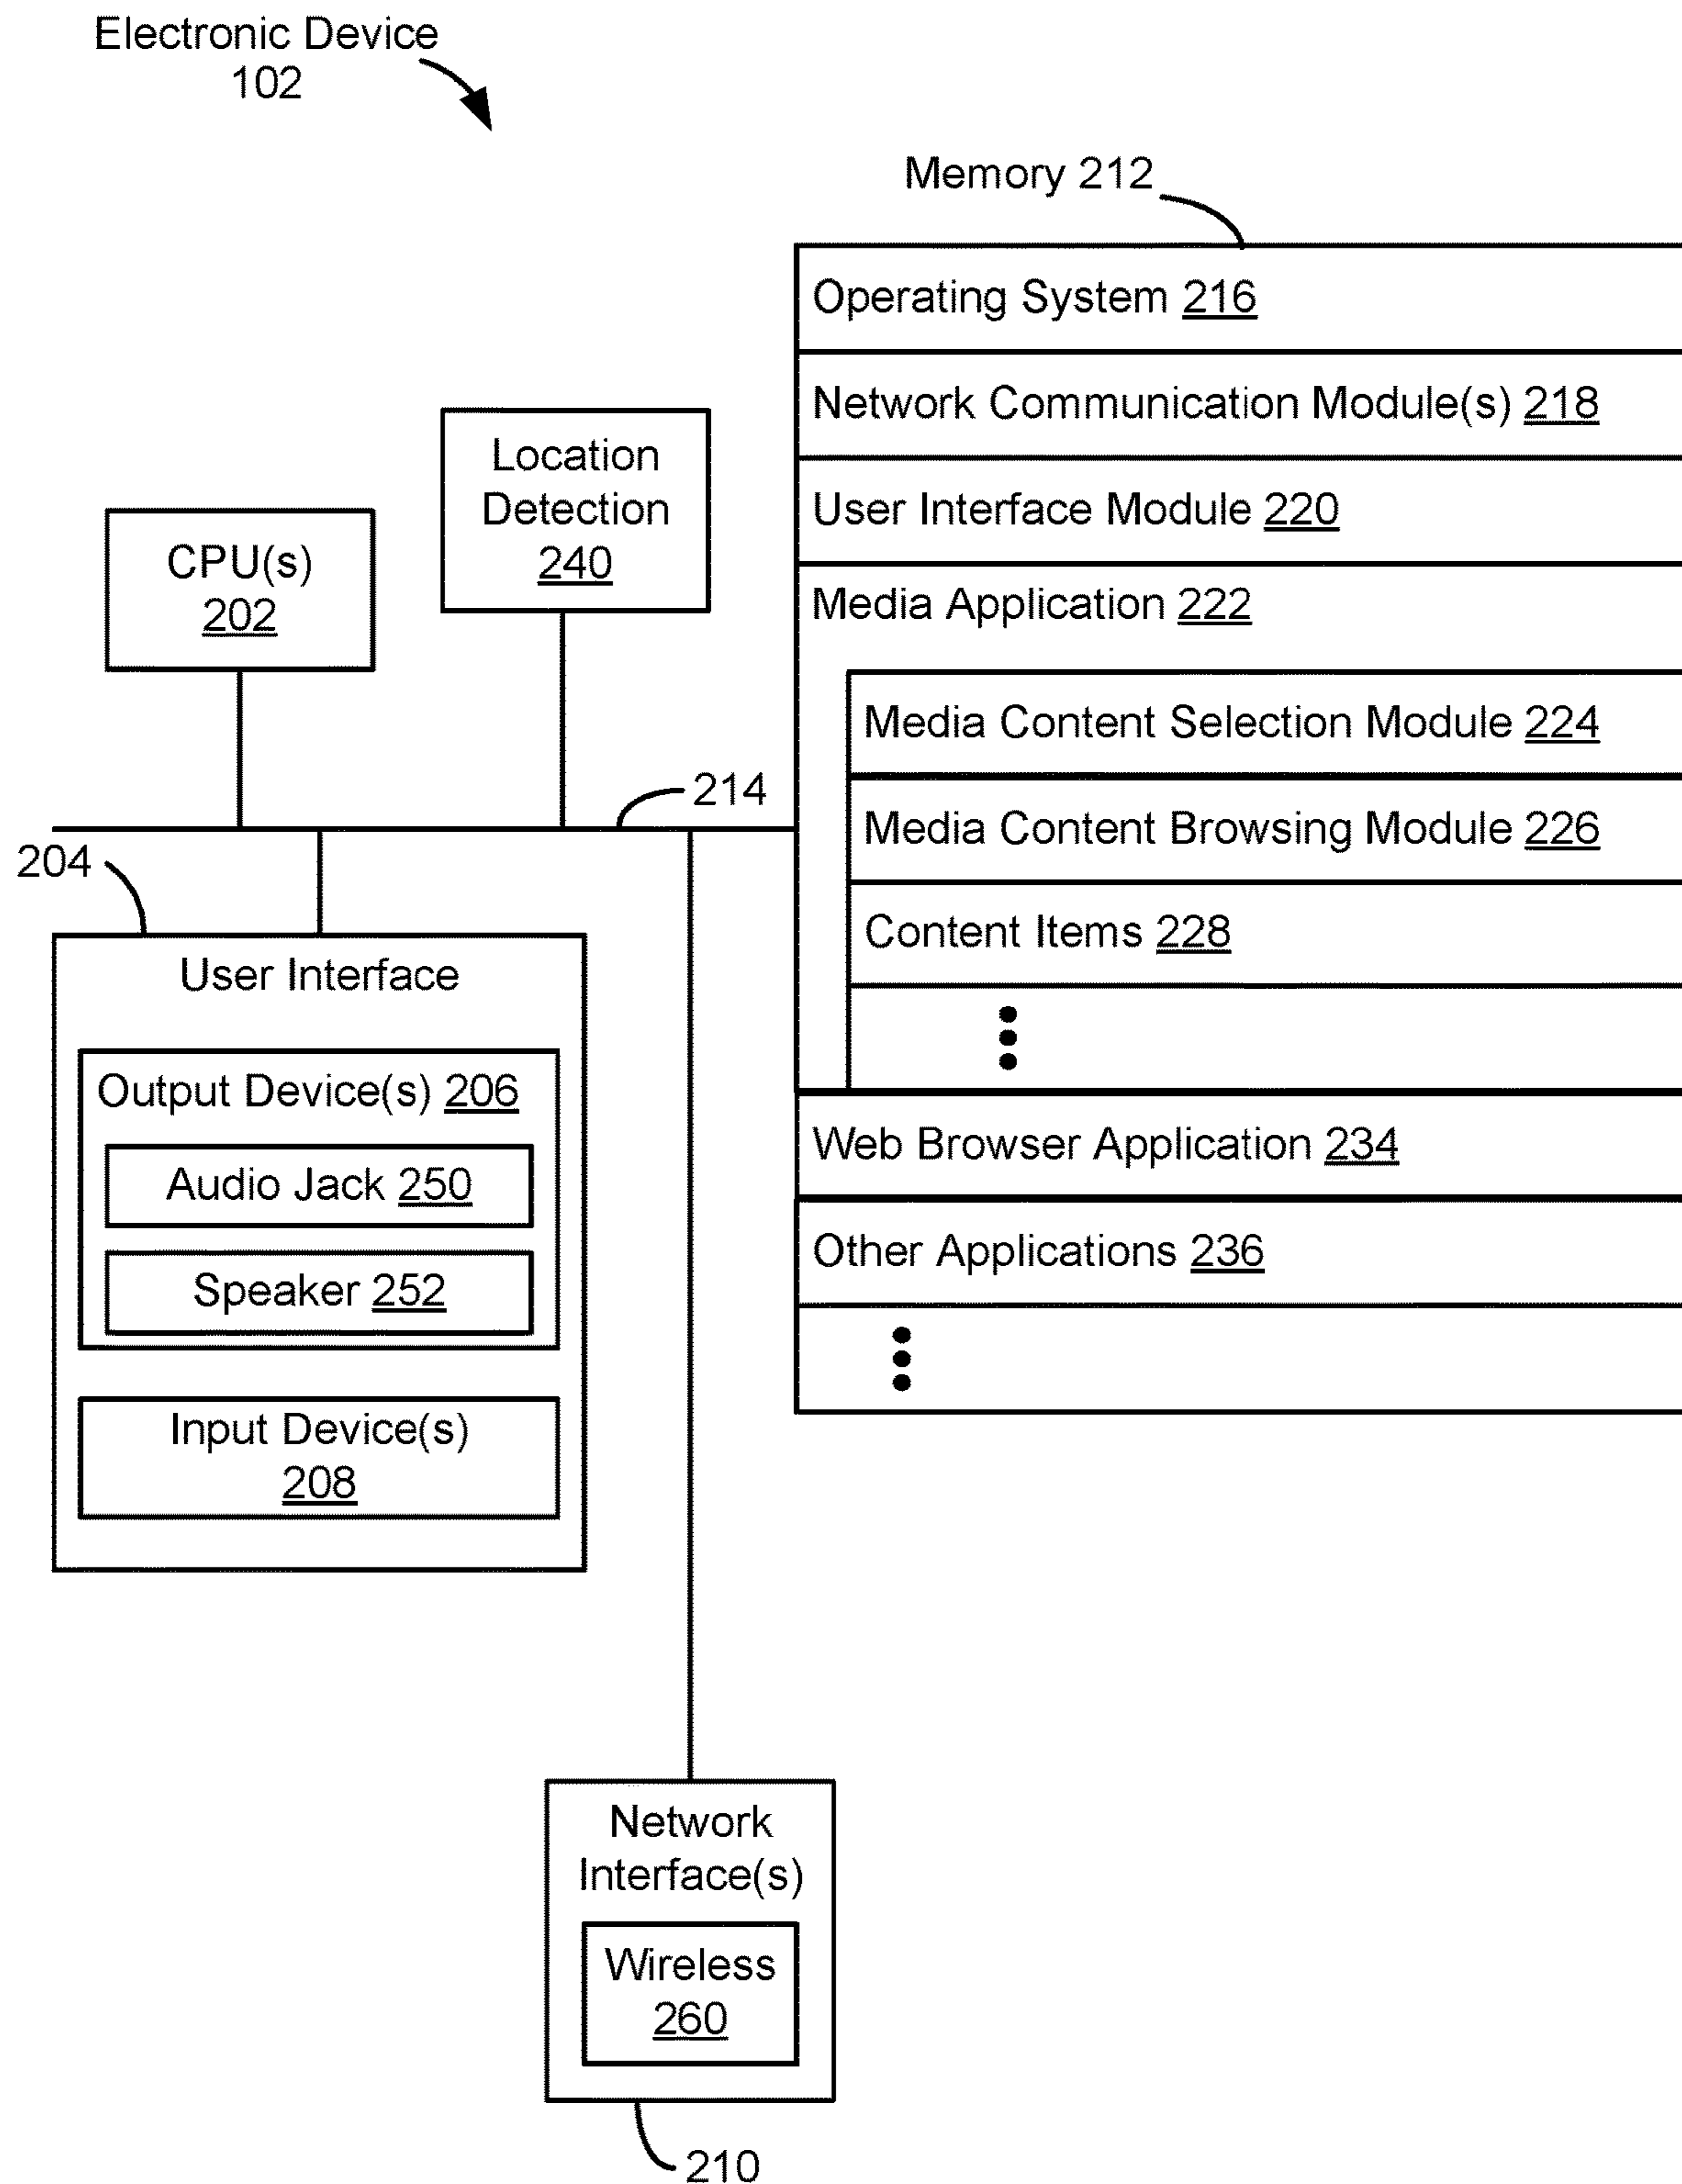 Electronic Device
102
Memory 212
Operating System 216
Network Communication Module(s) 218
User Interface Module 220
Media Application 222
Media Content Selection Module 224
Media Content Browsing Module 226
Content Items 228
Web Browser Application 234
Other Applications 236
Location
Detection
240
CPU(s)
202
214
204
User Interface
Output Device(s) 206
Audio Jack 250
Speaker 252
Input Device(s)
208
Network
Interface(s)
Wireless
260
210